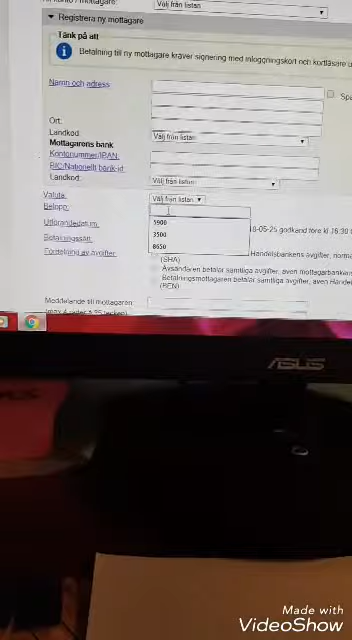 Välj från listan
Registrera ny mottagare
Tänk på att
Betalning till ny mottagare kräver signering med inloggningskort och kortläsare
Namn och adress
Ort:
Landkod:
Välj från listan
Mottagarens bank
Kontonummer/IBAN:
BIC/Nationellt bank-id:
Landkod:
Välj från listan
Valuta:
Välj från listan
Belopp:
5900
3500
8650
Utförandedatum:
18-05-25 godkänd före kl 16:30
Betalningssätt:
Fördelning av avgifter:
Handelsbankens avgifter,
(SHA)
Avsändaren betalar samtliga avgifter, även mottagarbankens
Betalningsmottagaren betalar samtliga avgifter, även
(BEN)
Meddelande till mottagaren
ASUS
Made with
VideoShow